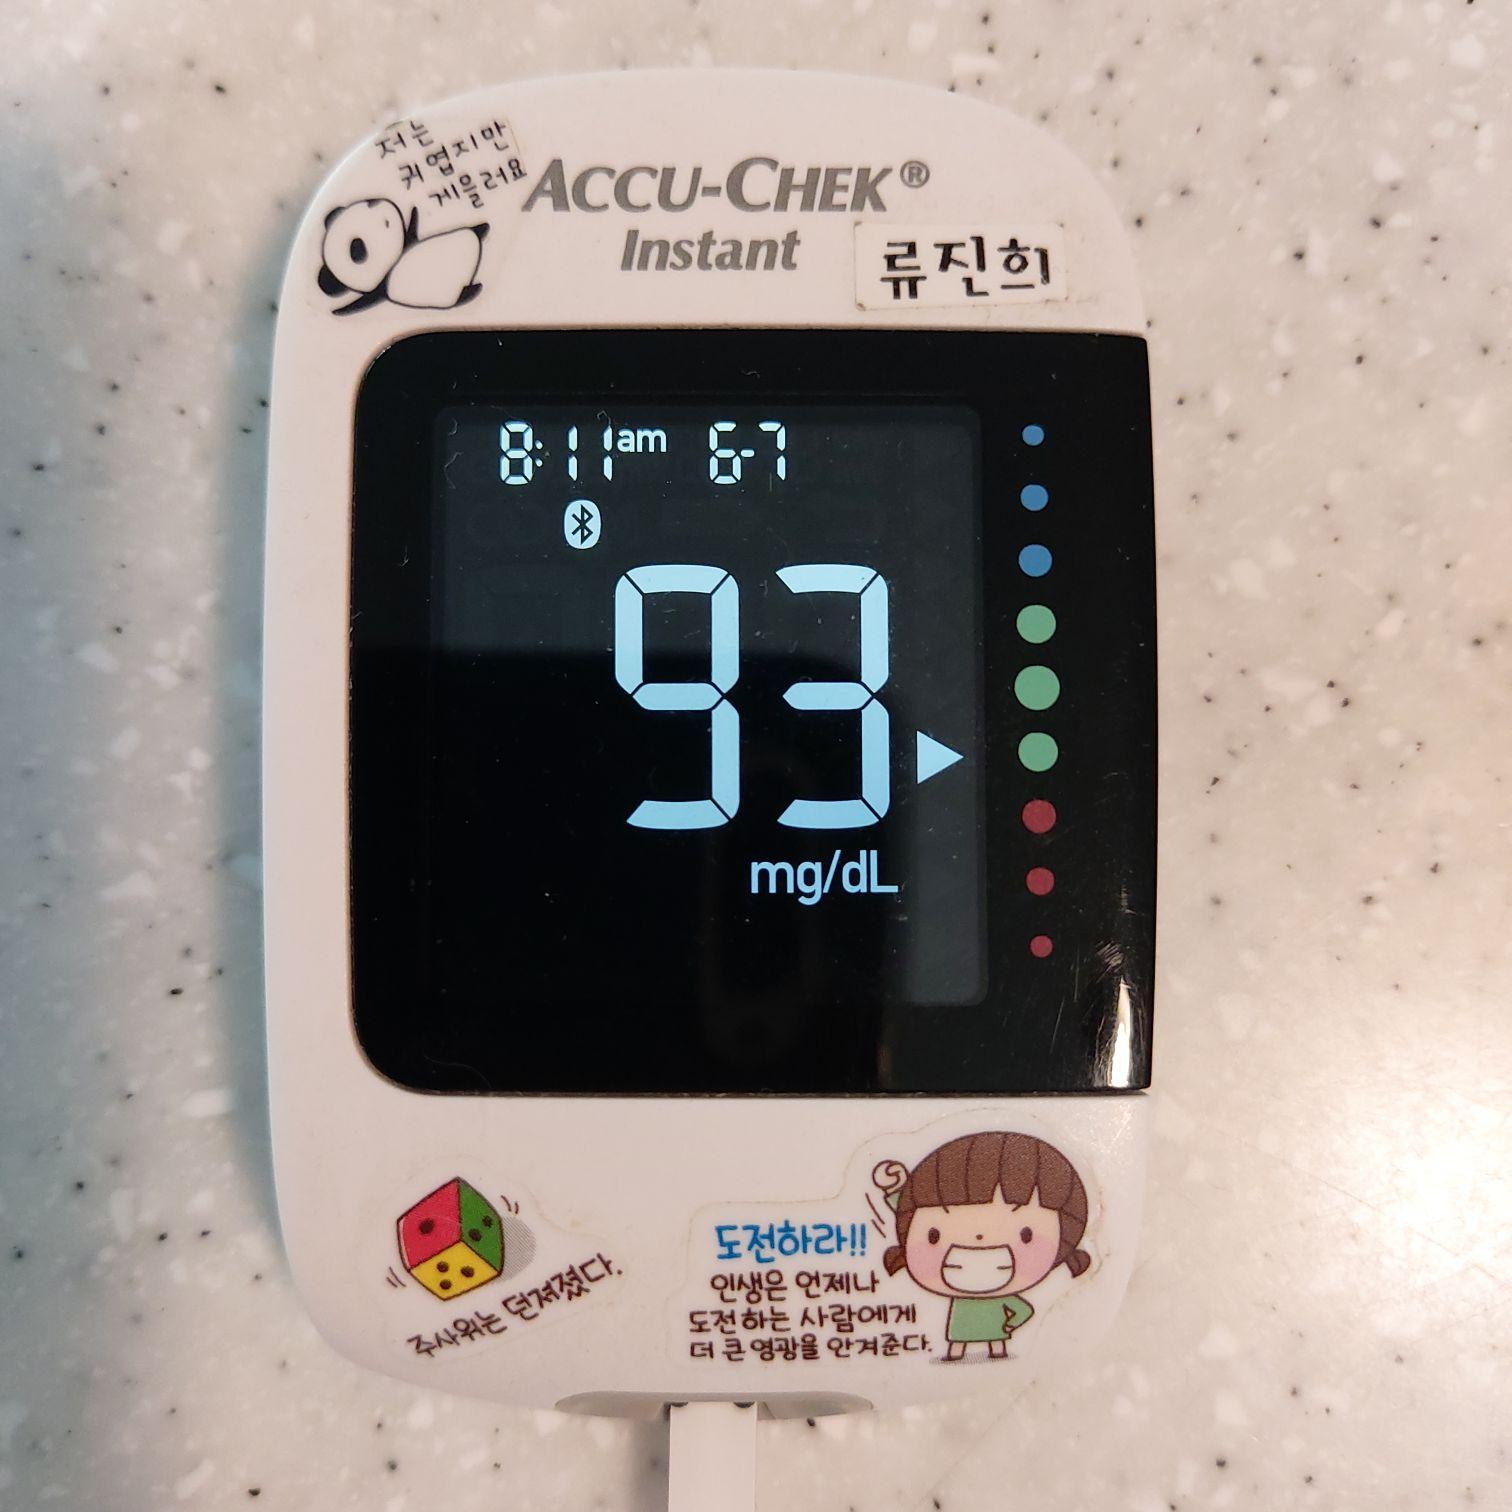 저는
귀엽지만
게을러요
ACCU-CHEK®
Instant
류진희
8:11am 6-7
93
mg/dL
주사위는 던져졌다.
도전하라!!
인생은 언제나
도전하는 사람에게
더 큰 영광을 안겨준다.